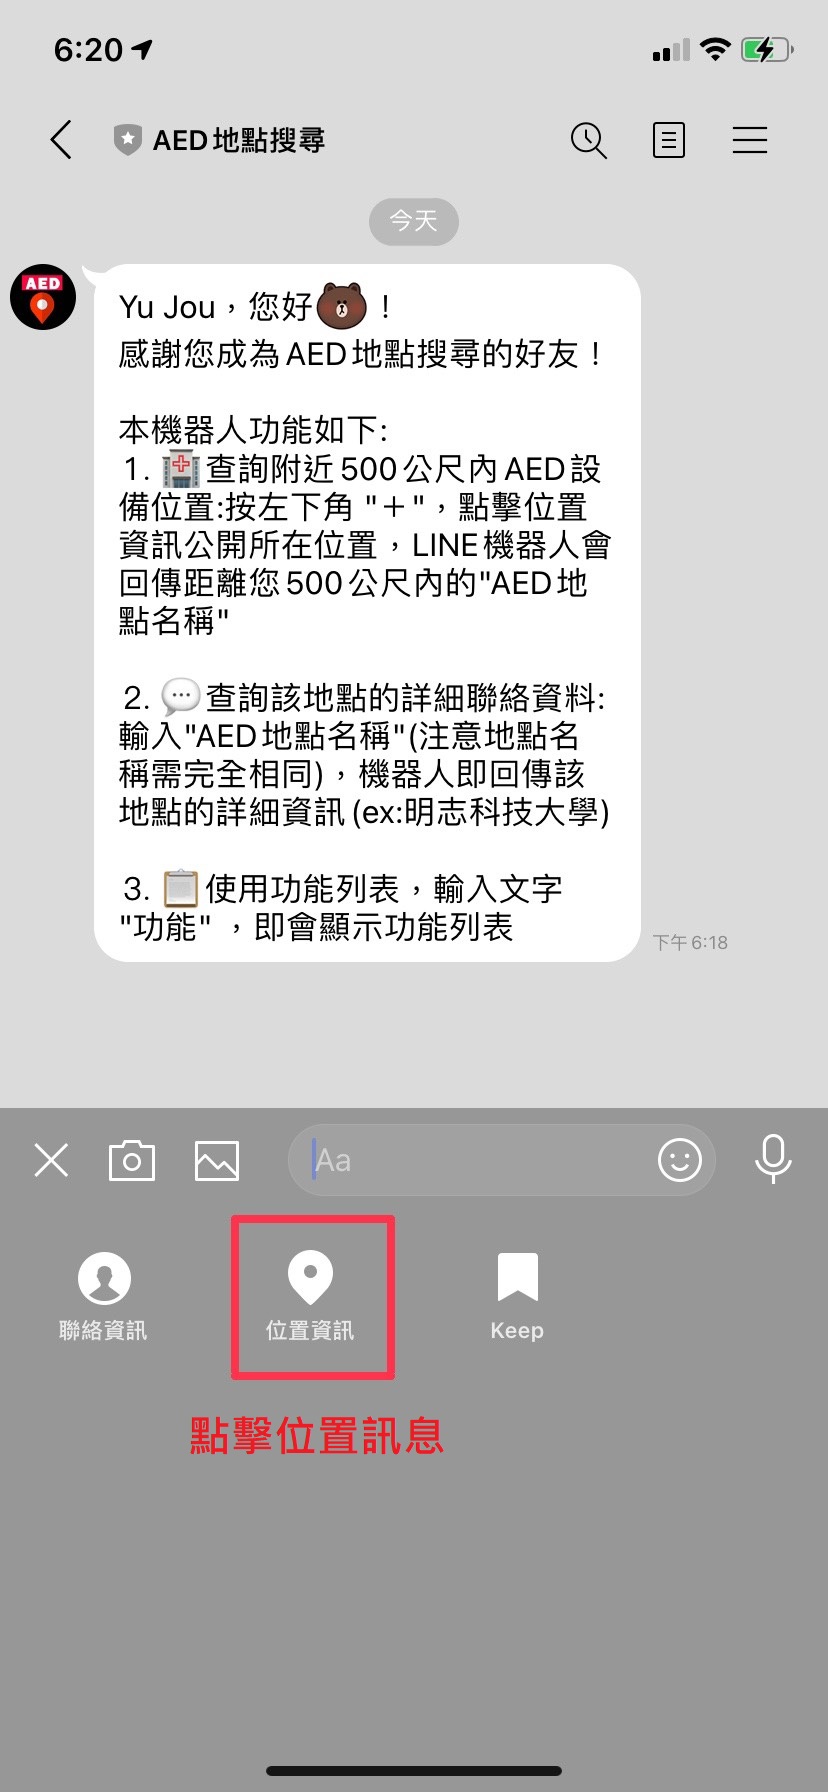 6:20
AED地點搜尋
今天
AED
Yu Jou，您好！
感謝您成為AED地點搜尋的好友！
本機器人功能如下:
1. 查詢附近500公尺內AED設
備位置:按左下角 "＋"，點擊位置
資訊公開所在位置，LINE機器人會
回傳距離您500公尺內的"AED地
點名稱"
2. 查詢該地點的詳細聯絡資料:
輸入"AED地點名稱"(注意地點名
稱需完全相同)，機器人即回傳該
地點的詳細資訊(ex:明志科技大學)
3. 使用功能列表，輸入文字
"功能" ，即會顯示功能列表
下午6:18
Aa
聯絡資訊
位置資訊
Keep
點擊位置訊息